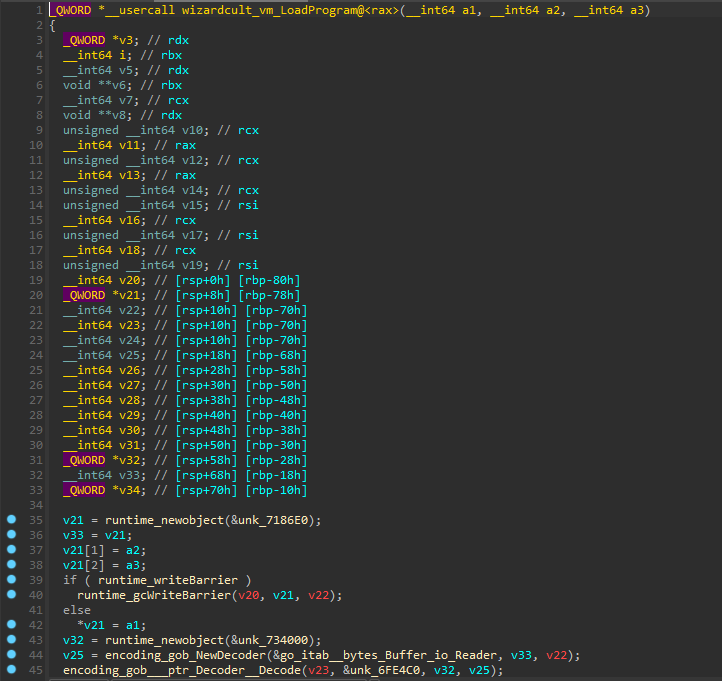 1 _QWORD *__usercall wizardcult_vm_LoadProgram@<rax>(__int64 a1, __int64 a2, __int64 a3)
2 {
3 _QWORD *v3; // rdx
4 __int64 i; // rbx
5 __int64 v5; // rdx
6 void **v6; // rbx
7 __int64 v7; // rcx
8 void **v8; // rdx
9 unsigned __int64 v10; // rcx
10 __int64 v11; // rax
11 unsigned __int64 v12; // rcx
12 __int64 v13; // rax
13 unsigned __int64 v14; // rcx
14 unsigned __int64 v15; // rsi
15 __int64 v16; // rcx
16 unsigned __int64 v17; // rsi
17 __int64 v18; // rcx
18 unsigned __int64 v19; // rsi
19 __int64 v20; // [rsp+0h] [rbp-80h]
20 _QWORD *v21; // [rsp+8h] [rbp-78h]
21 __int64 v22; // [rsp+10h] [rbp-70h]
22 __int64 v23; // [rsp+10h] [rbp-70h]
23 __int64 v24; // [rsp+10h] [rbp-70h]
24 __int64 v25; // [rsp+18h] [rbp-68h]
25 __int64 v26; // [rsp+28h] [rbp-58h]
26 __int64 v27; // [rsp+30h] [rbp-50h]
27 __int64 v28; // [rsp+38h] [rbp-48h]
28 __int64 v29; // [rsp+40h] [rbp-40h]
29 __int64 v30; // [rsp+48h] [rbp-38h]
30 __int64 v31; // [rsp+50h] [rbp-30h]
31 _QWORD *v32; // [rsp+58h] [rbp-28h]
32 __int64 v33; // [rsp+68h] [rbp-18h]
33 _QWORD *v34; // [rsp+70h] [rbp-10h]
34
35 v21 = runtime_newobject(&unk_7186E0);
36 v33 = v21;
37 v21[1] = a2;
38 v21[2] = a3;
39 if ( runtime_writeBarrier )
40 runtime_gcWriteBarrier(v20, v21, v22);
41 else
42 *v21 = a1;
43 v32 = runtime_newobject(&unk_734000);
44 v25 = encoding_gob_NewDecoder(&go_itab__bytes_Buffer_io_Reader, v33, v22);
45 encoding_gob___ptr_Decoder__Decode(v23, &unk_6FE4C0, v32, v25);